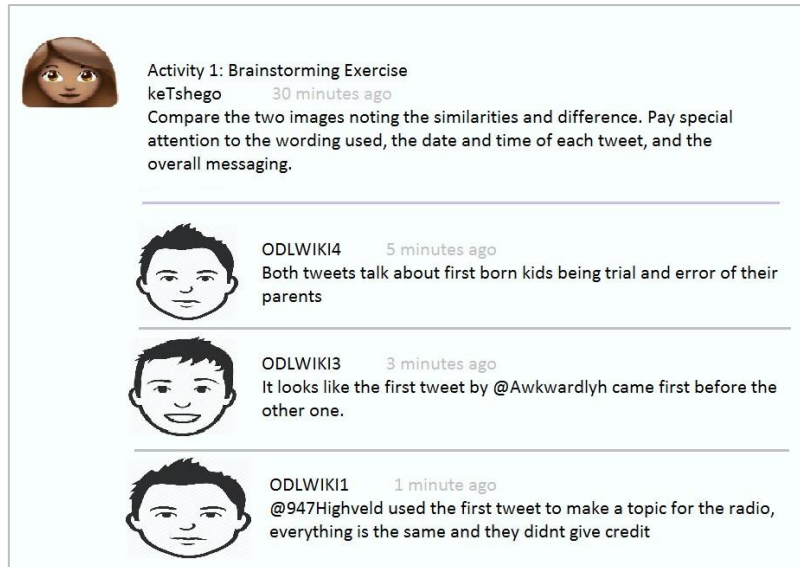 Activity 1: Brainstorming Exercise
keTshego 30 minutes ago
Compare the two images noting the similarities and difference. Pay special
attention to the wording used, the date and time of each tweet, and the
overall messaging.
ODLWIKI4 5 minutes ago
Both tweets talk about first born kids being trial and error of their
parents
ODLWIKI3 3 minutes ago
It looks like the first tweet by @Awkwardlyh came first before the
other one.
ODLWIKI1 1 minute ago
@947Highveld used the first tweet to make a topic for the radio,
everything is the same and they didnt give credit